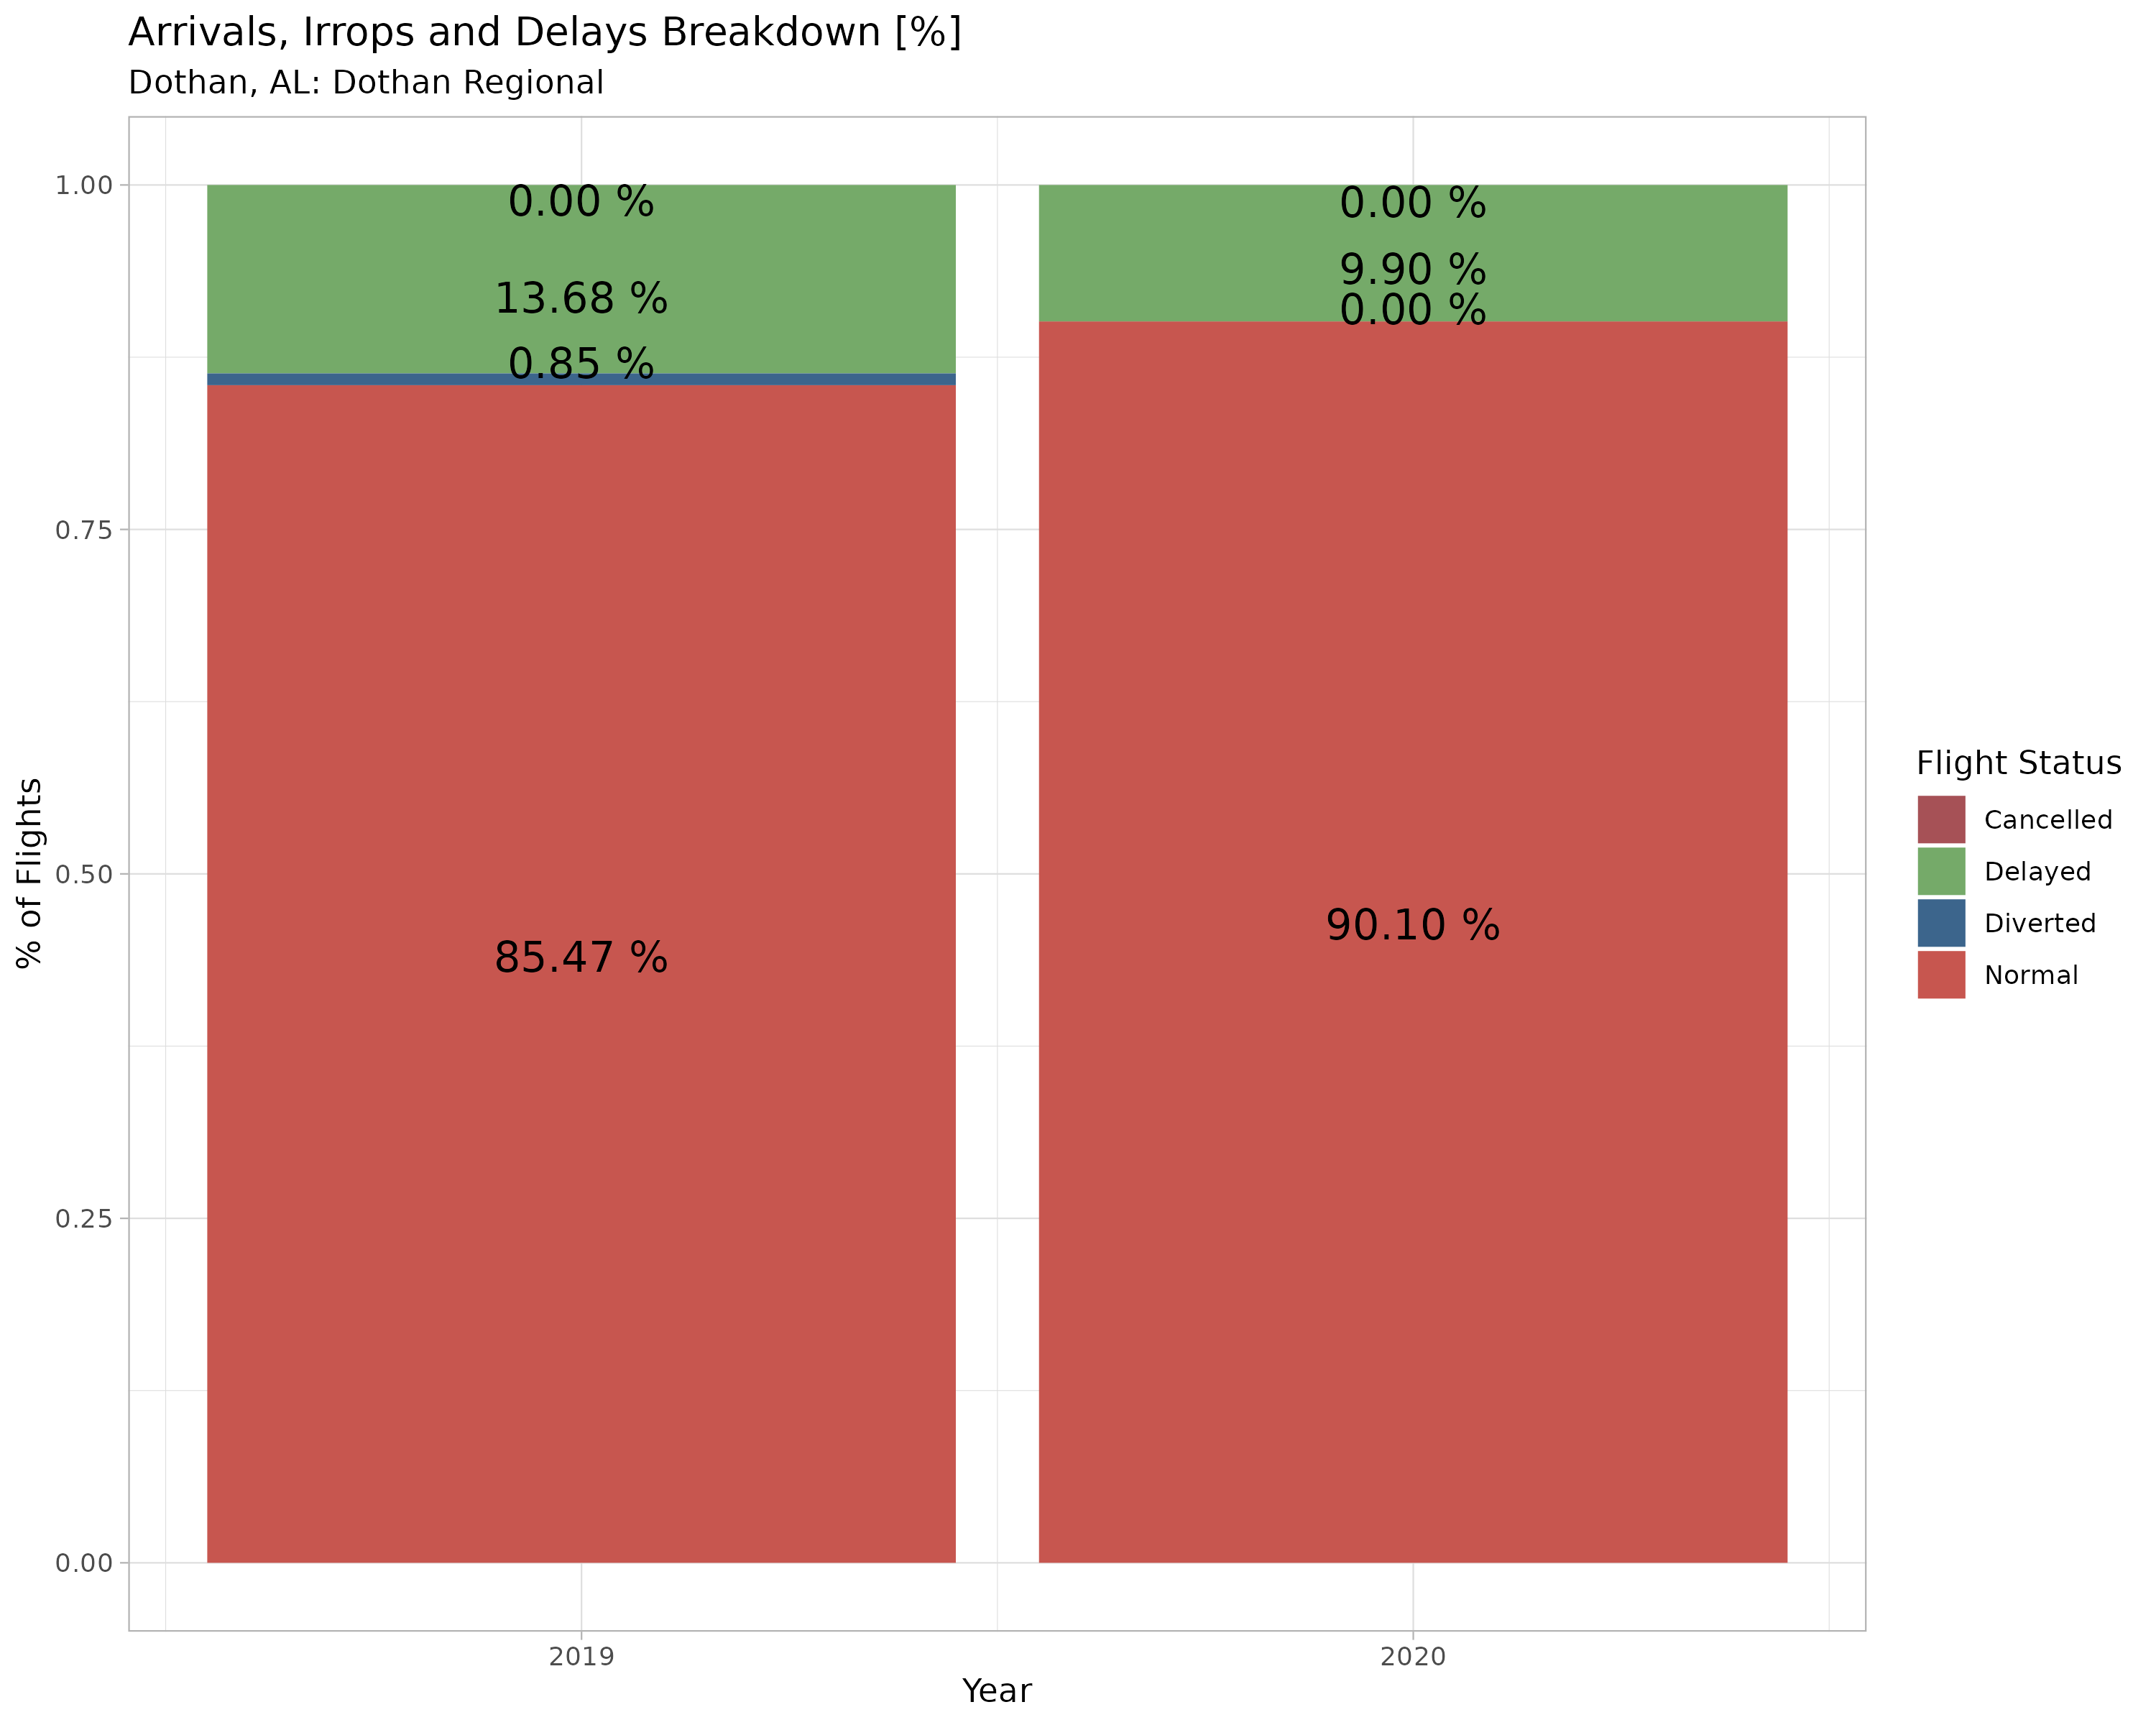 Arrivals, Irrops and Delays Breakdown [%]
Dothan, AL: Dothan Regional
1.00
0.75
0.50
0.25
0.00
% of Flights
0.00 %
13.68 %
0.85 %
85.47 %
0.00 %
9.90 %
0.00 %
90.10 %
2019
2020
Year
Flight Status
Cancelled
Delayed
Diverted
Normal